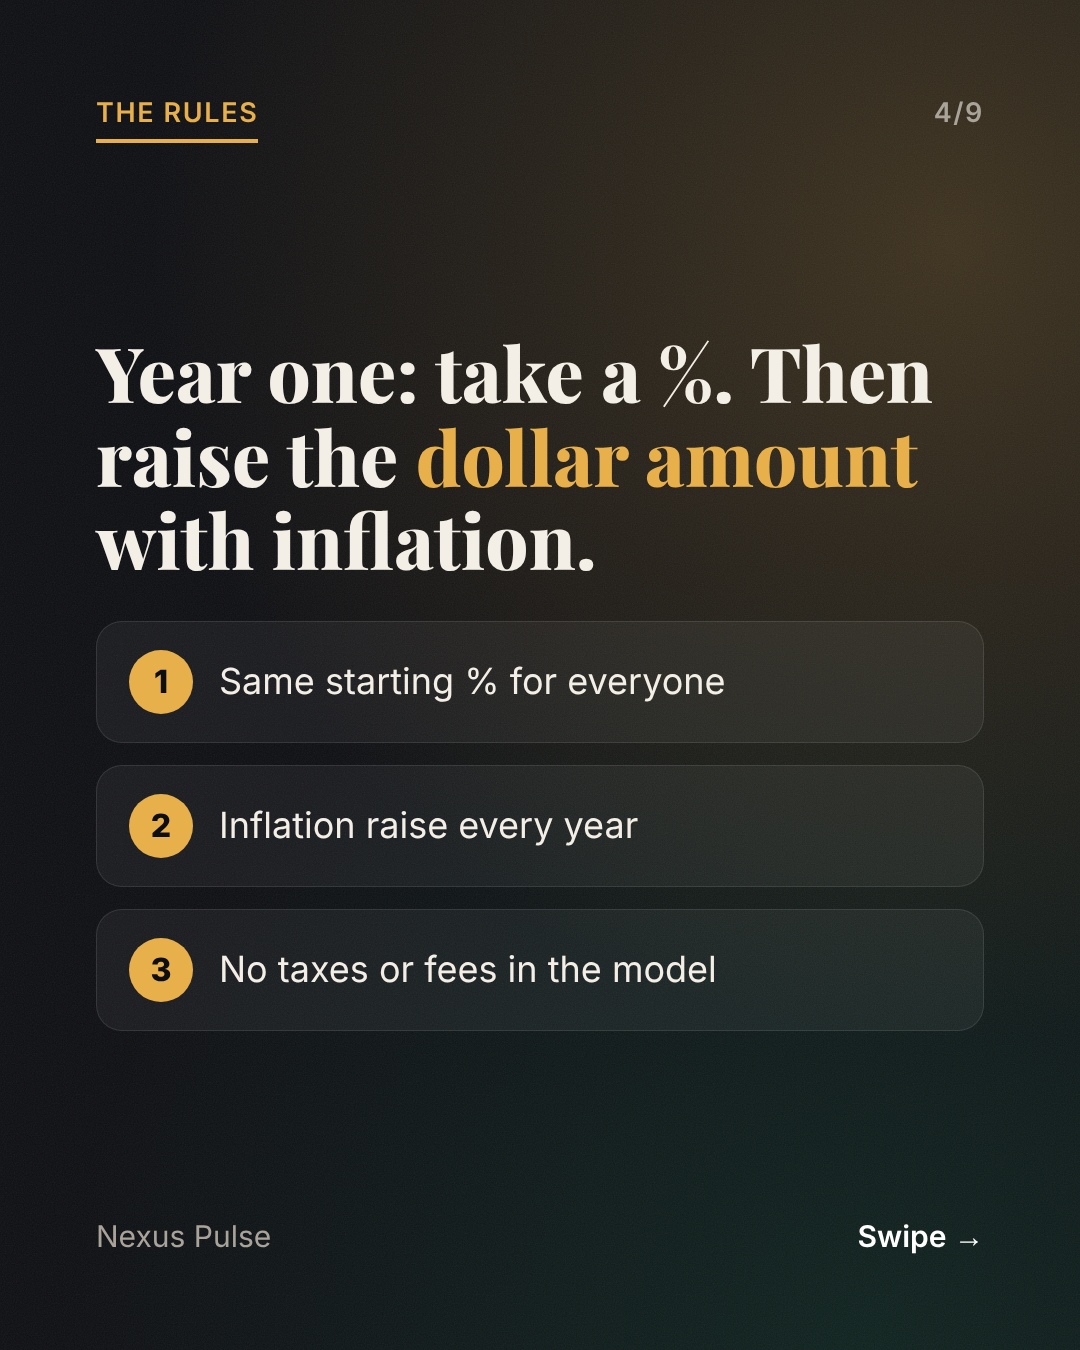 THE RULES
4/9
Year one: take a %. Then
raise the dollar amount
with inflation.
1 Same starting % for everyone
2 Inflation raise every year
3 No taxes or fees in the model
Nexus Pulse
Swipe →